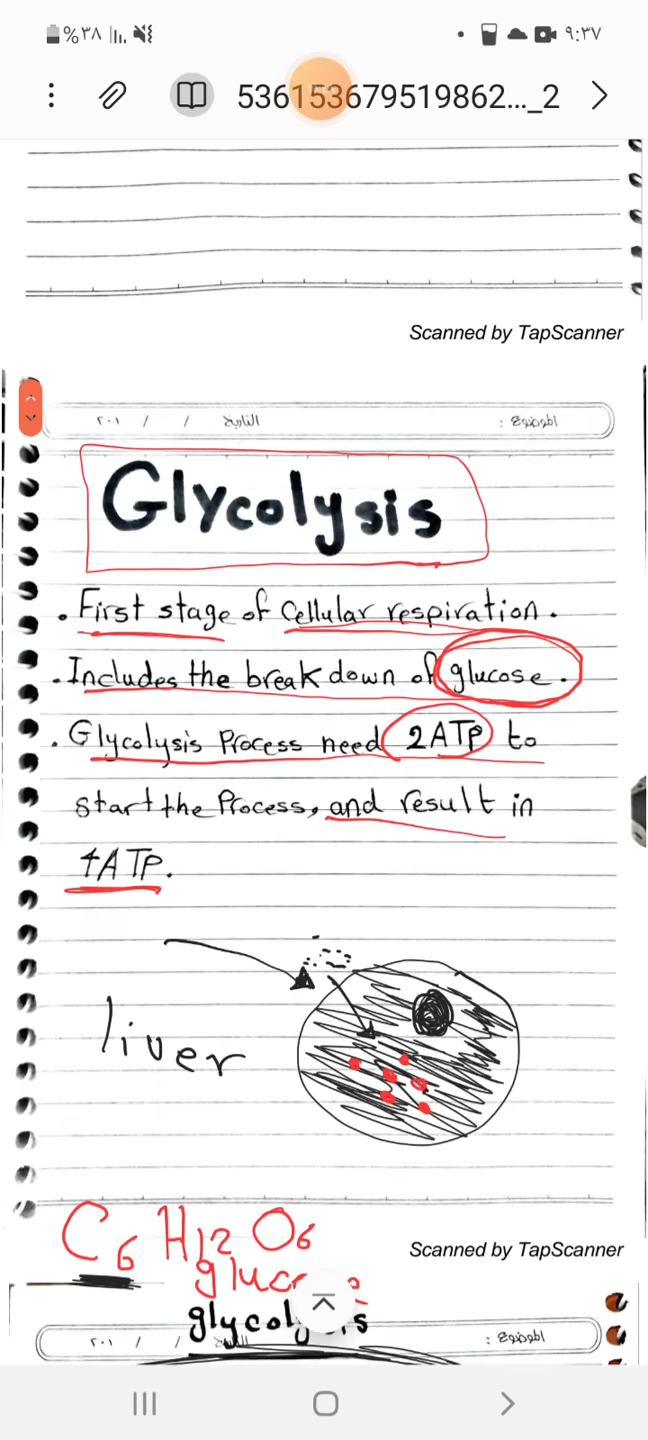 %٣٨
٩:٣٧
536153679519862..._2
Scanned by TapScanner
٢٠١ / / التاريخ
الموضوع :
Glycolysis
. First stage of cellular respiration.
. Includes the break down of glucose.
. Glycolysis Process need 2ATP to
start the Process, and result in
4ATP.
liver
C6 H12 O6
Scanned by TapScanner
٢٠١ / /
الموضوع :